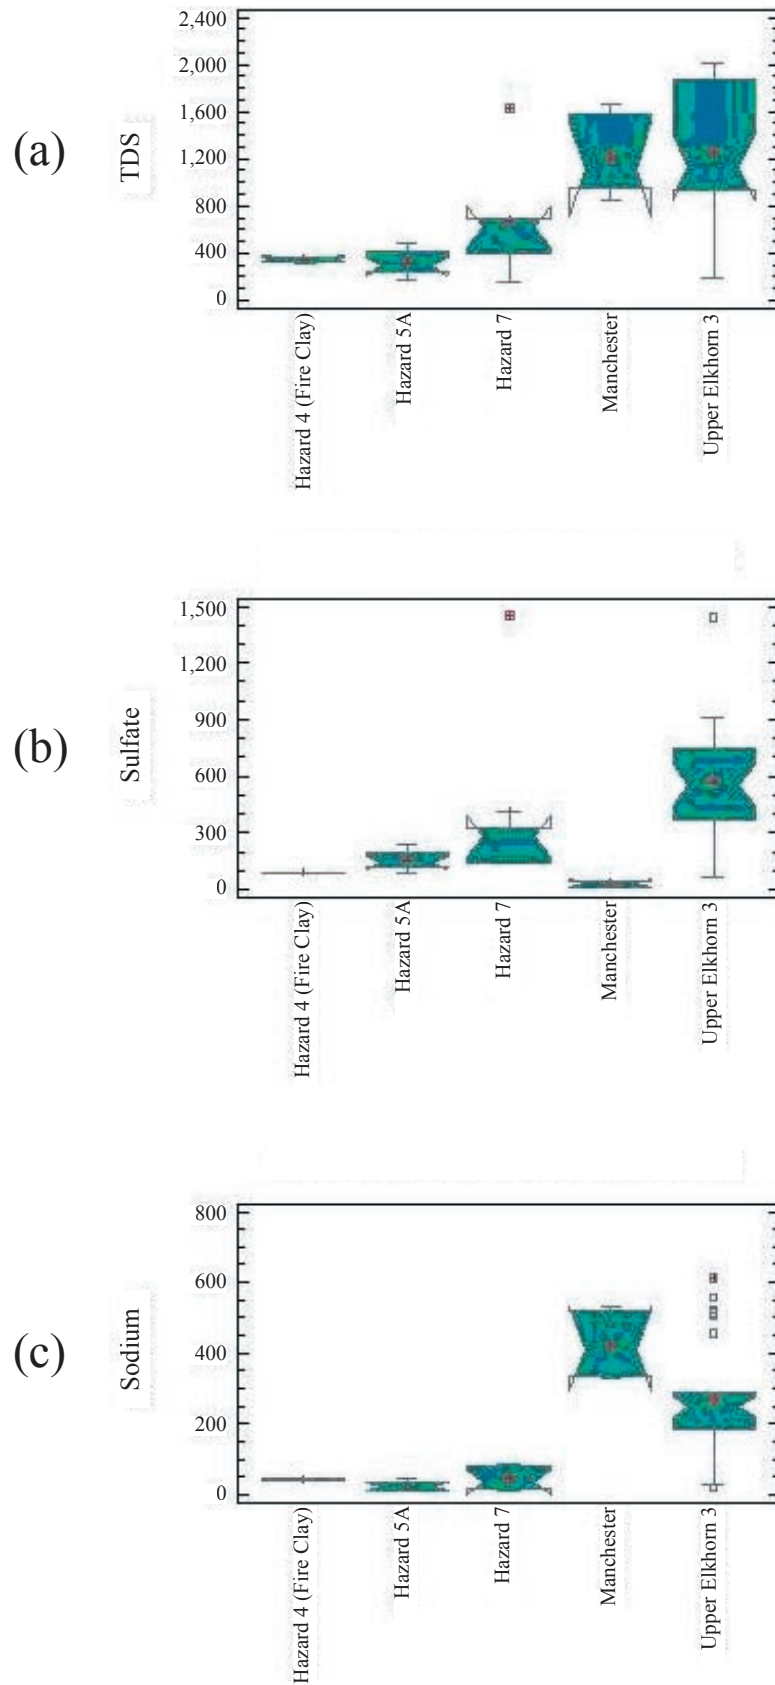 (a)
TDS
2,400
2,000
1,600
1,200
800
400
0
Hazard 4 (Fire Clay)
Hazard 5A
Hazard 7
Manchester
Upper Elkhorn 3
(b)
Sulfate
1,500
1,200
900
600
300
0
Hazard 4 (Fire Clay)
Hazard 5A
Hazard 7
Manchester
Upper Elkhorn 3
(c)
Sodium
800
600
400
200
0
Hazard 4 (Fire Clay)
Hazard 5A
Hazard 7
Manchester
Upper Elkhorn 3